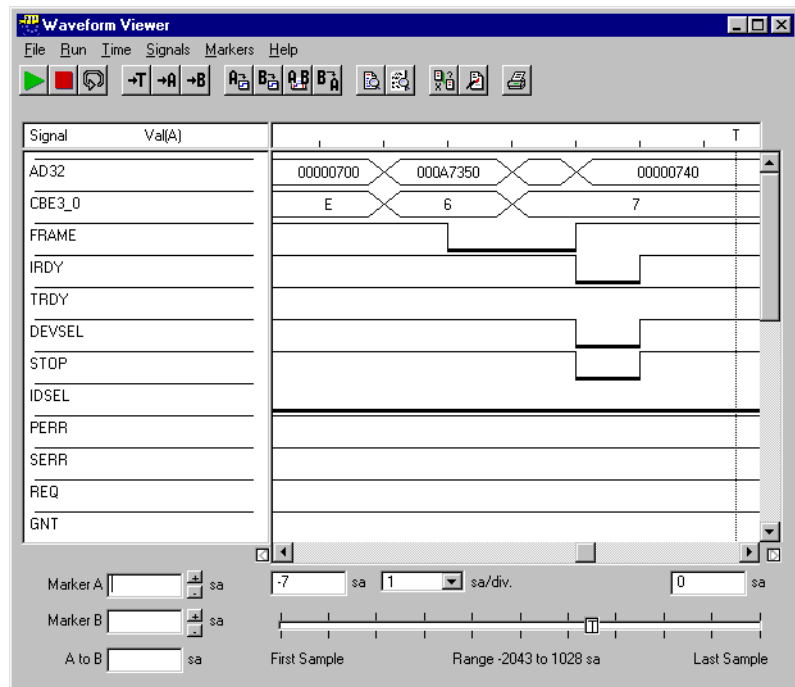 Waveform Viewer
File Run Time Signals Markers Help
→T →A →B A B A,B B A
Signal Val(A) T
AD32 00000700 000A7350 00000740
CBE3_0 E 6 7
FRAME
IRDY
TRDY
DEVSEL
STOP
IDSEL
PERR
SERR
REQ
GNT
Marker A + - sa -7 sa 1 sa/div. 0 sa
Marker B + - sa T
A to B sa First Sample Range -2043 to 1028 sa Last Sample